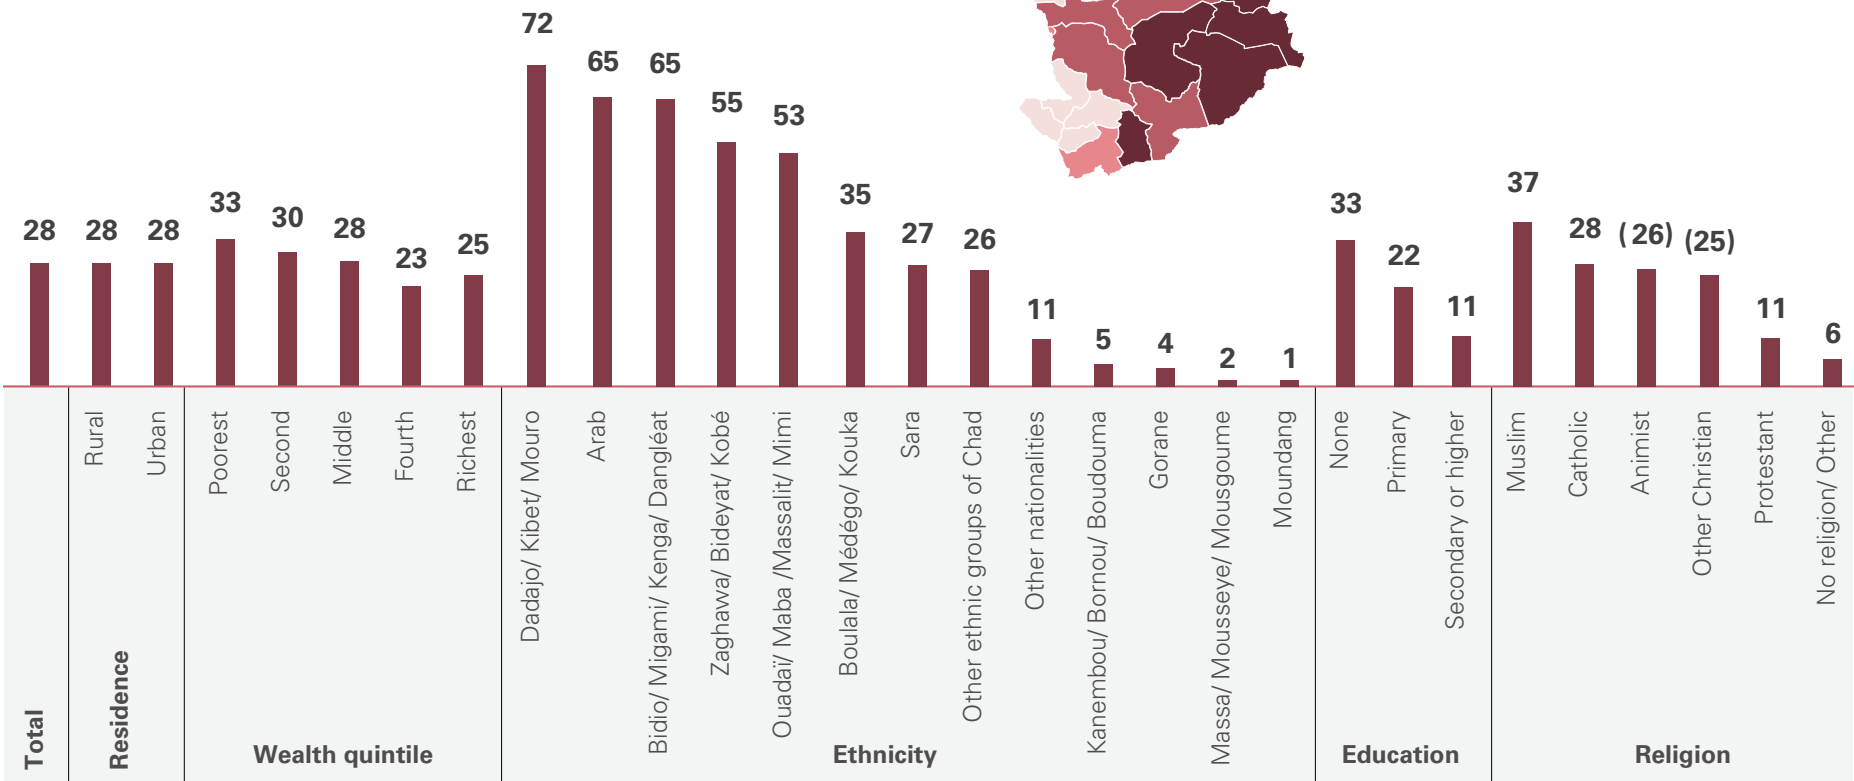 72
65
65
55
53
35
27
26
11
5
4
2
1
28
28
28
33
30
28
23
25
33
22
11
37
28
( 26)
(25)
11
6
Rural
Urban
Poorest
Second
Middle
Fourth
Richest
Dadajo/ Kibet/ Mouro
Arab
Bidio/ Migami/ Kenga/ Dangléat
Zaghawa/ Bideyat/ Kobé
Ouadaï/ Maba /Massalit/ Mimi
Boulala/ Médégo/ Kouka
Sara
Other ethnic groups of Chad
Other nationalities
Kanembou/ Bornou/ Boudouma
Gorane
Massa/ Mousseye/ Mousgoume
Moundang
None
Primary
Secondary or higher
Muslim
Catholic
Animist
Other Christian
Protestant
No religion/ Other
Total
Residence
Wealth quintile
Ethnicity
Education
Religion